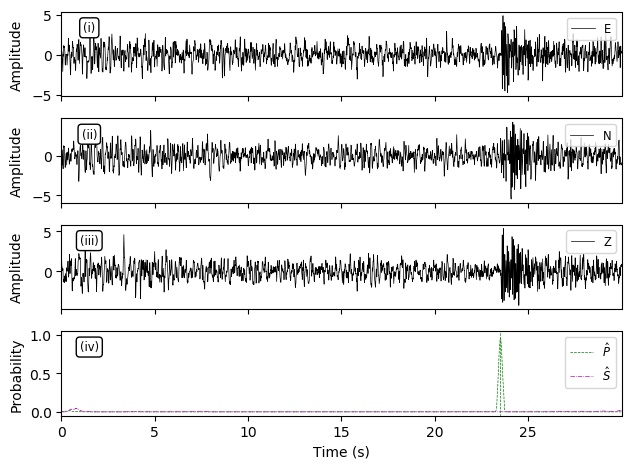 Amplitude
5
0
−5
(i)
E
Amplitude
0
−5
(ii)
N
Amplitude
5
0
(iii)
Z
Probability
1.0
0.5
0.0
(iv)
P̂
Ŝ
0 5 10 15 20 25
Time (s)